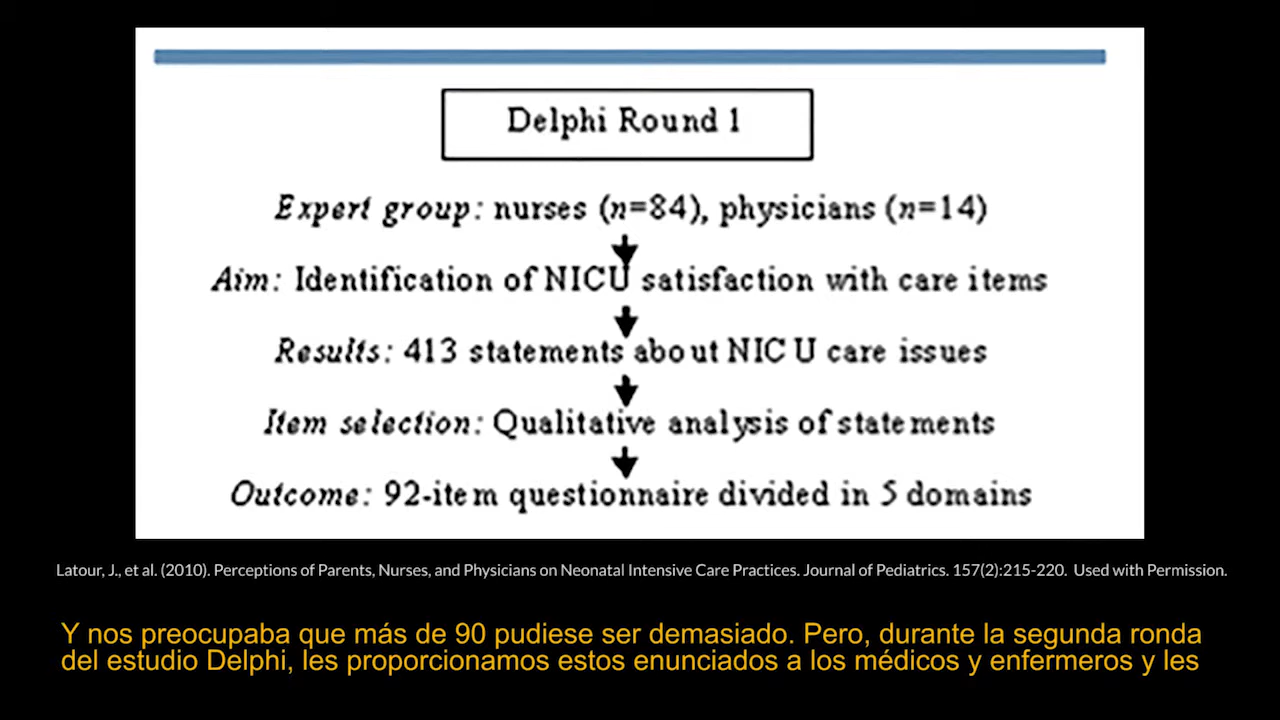 Delphi Round 1
Expert group: nurses (n=84), physicians (n=14)
Aim: Identification of NICU satisfaction with care items
Results: 413 statements about NIC U care issues
Item selection: Qualitative analysis of statements
Outcome: 92-item questionnaire divided in 5 domains
Latour, J., et al. (2010). Perceptions of Parents, Nurses, and Physicians on Neonatal Intensive Care Practices. Journal of Pediatrics. 157(2):215-220. Used with Permission.
Y nos preocupaba que más de 90 pudiese ser demasiado. Pero, durante la segunda ronda
del estudio Delphi, les proporcionamos estos enunciados a los médicos y enfermeros y les